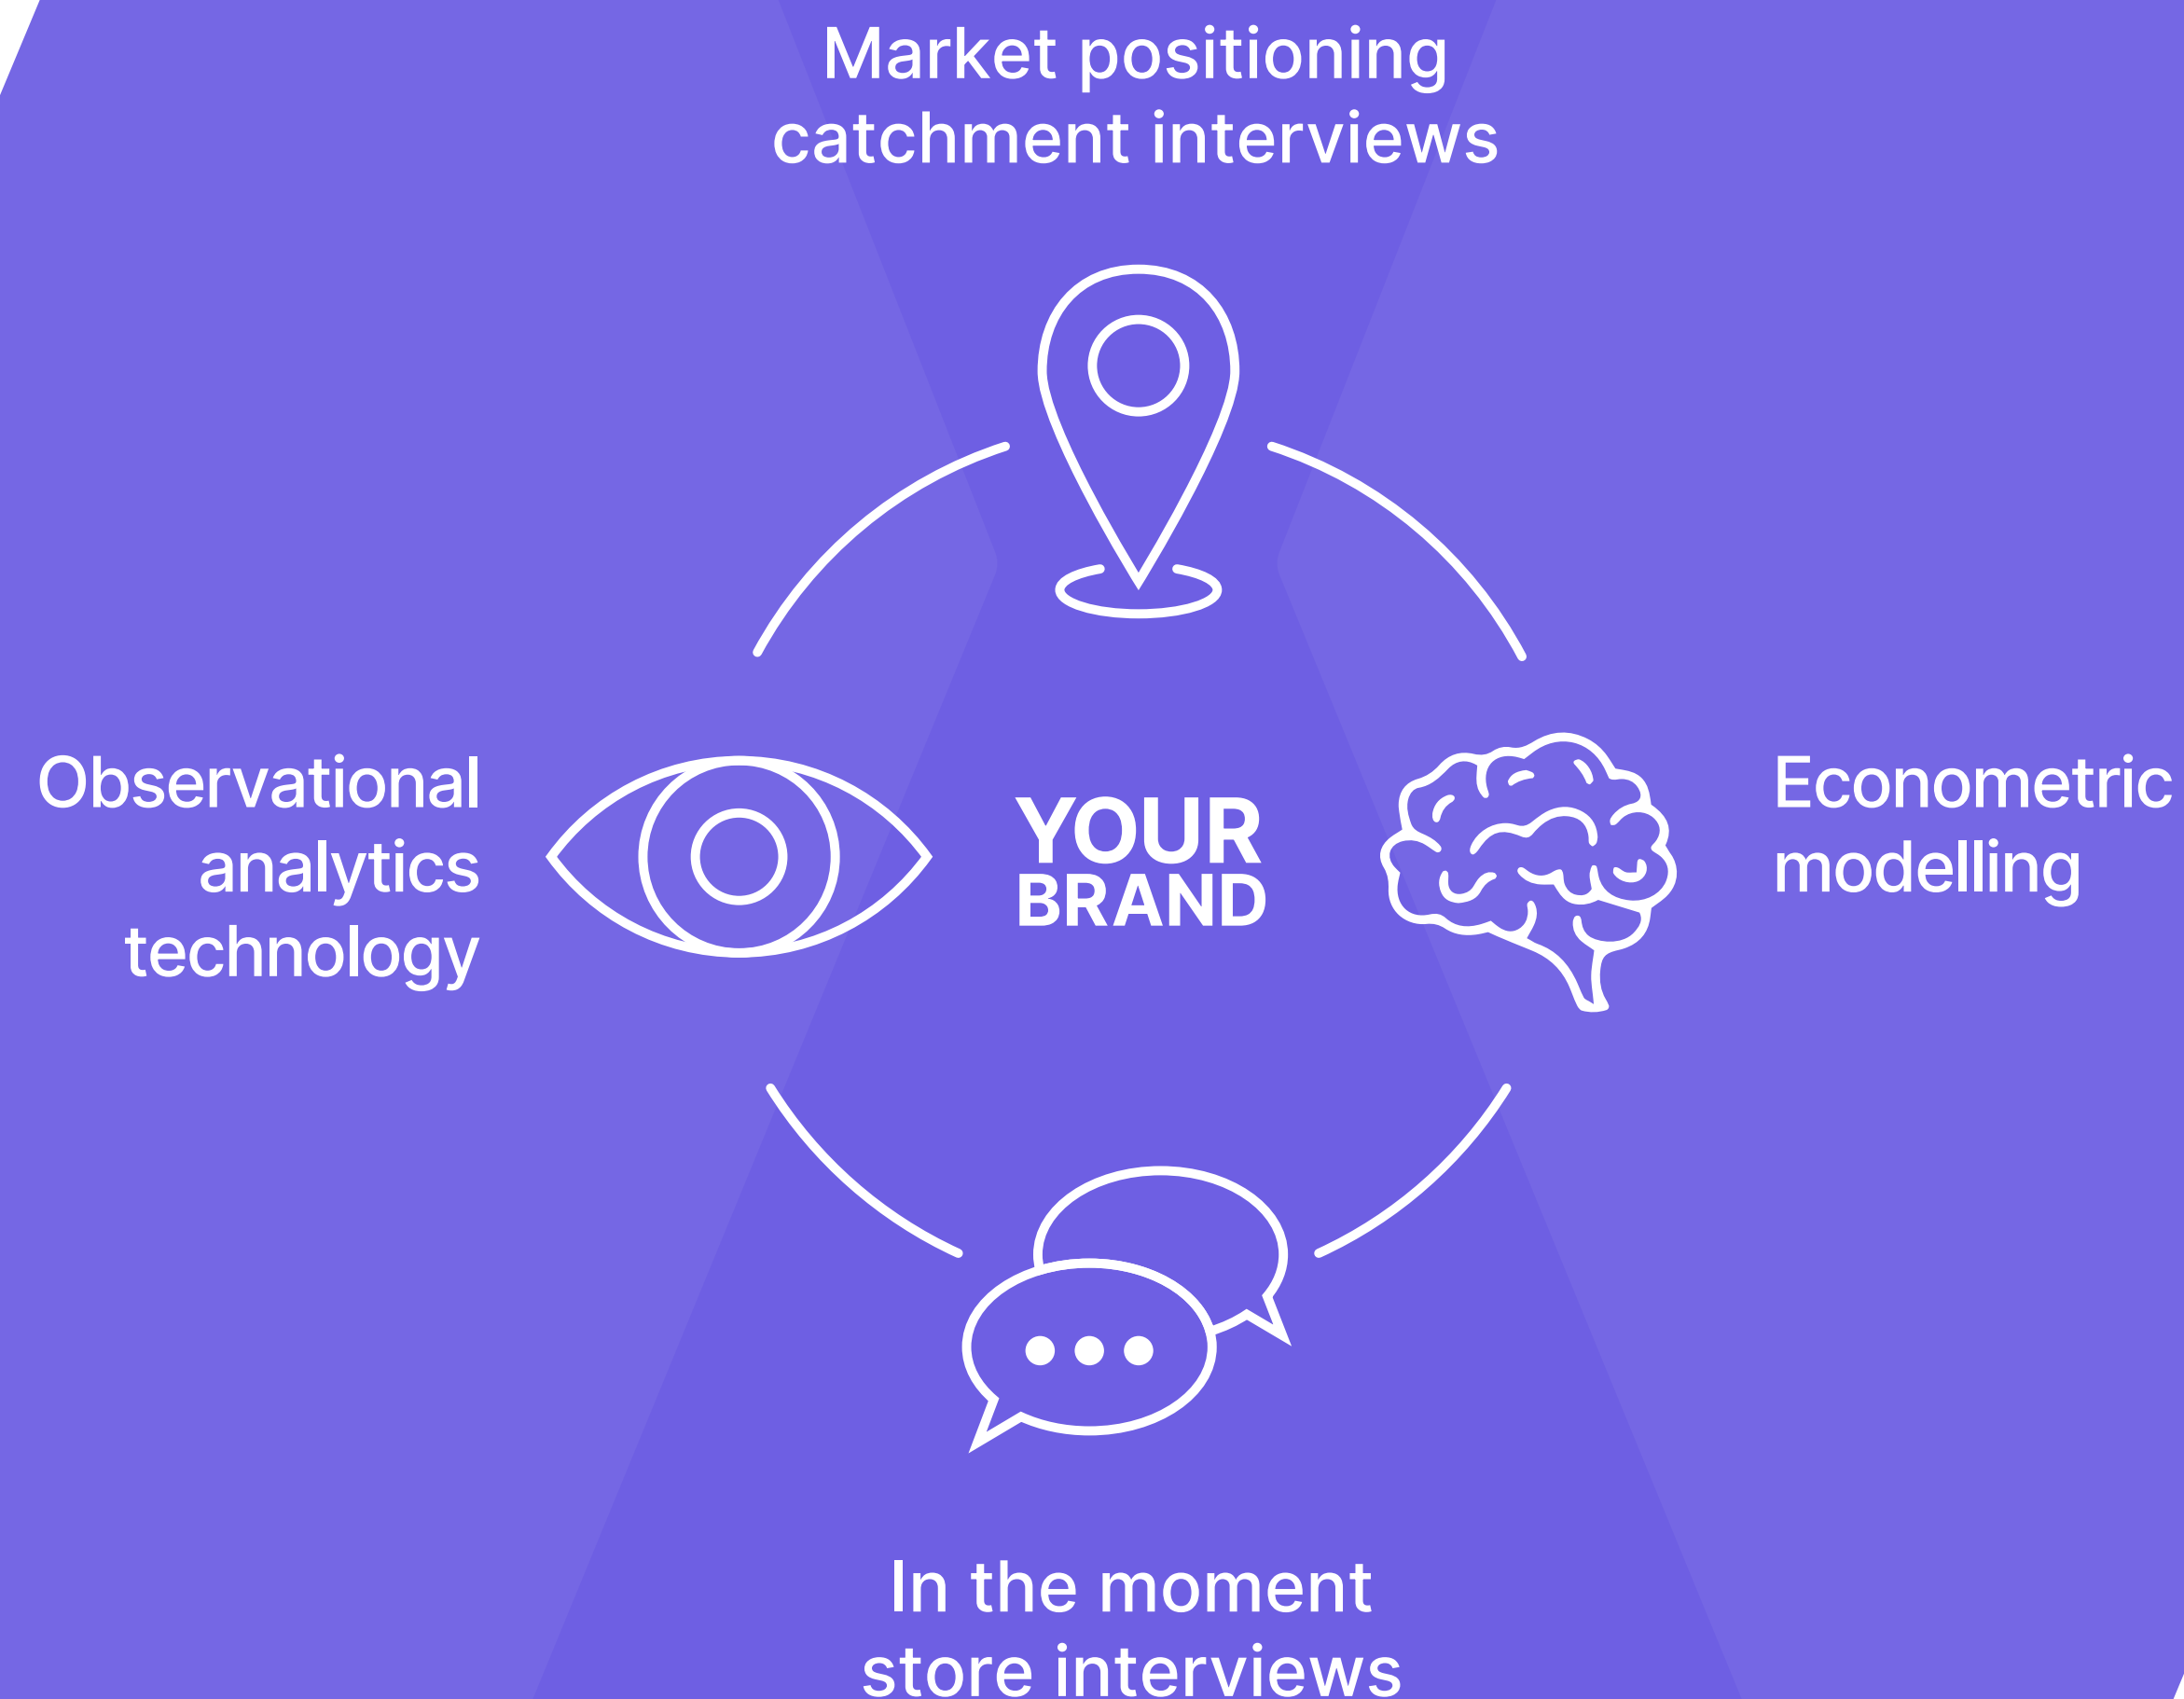 Market positioning
catchment interviews
Observational
analytics
technology
YOUR
BRAND
Econometric
modelling
In the moment
store interviews